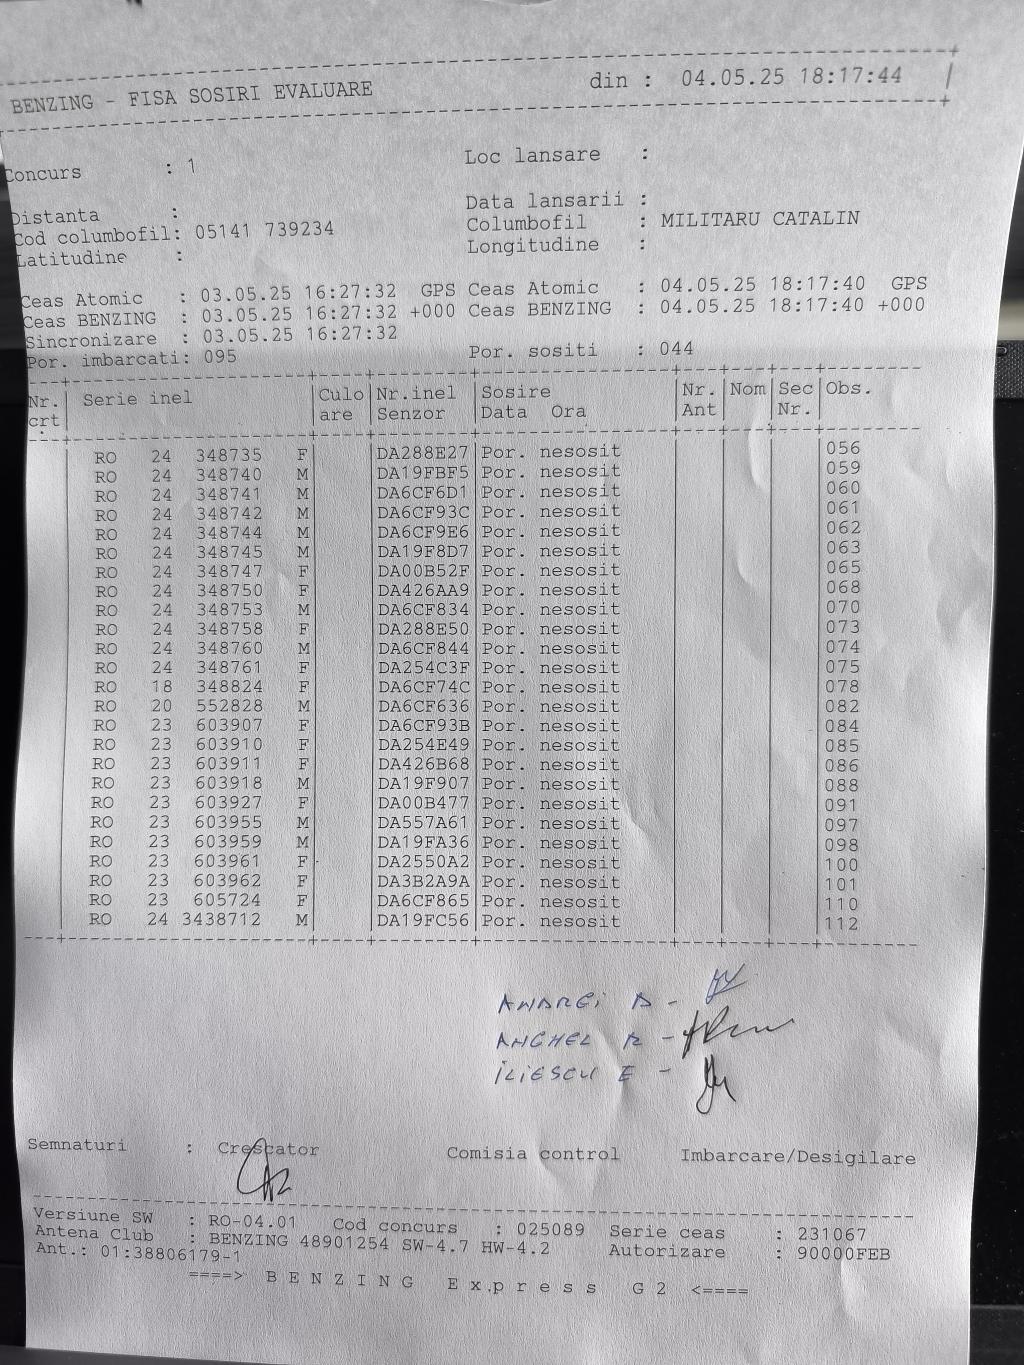 BENZING - FISA SOSIRI EVALUARE din : 04.05.25 18:17:44
Concurs : 1 Loc lansare :
Distanta : Data lansarii :
Cod columbofil: 05141 739234 Columbofil : MILITARU CATALIN
Latitudine : Longitudine :
Ceas Atomic : 03.05.25 16:27:32 GPS Ceas Atomic : 04.05.25 18:17:40 GPS
Ceas BENZING : 03.05.25 16:27:32 +000 Ceas BENZING : 04.05.25 18:17:40 +000
Sincronizare : 03.05.25 16:27:32
Por. imbarcati: 095 Por. sositi : 044
Nr. Serie inel Culo Nr.inel Sosire Nr. Nom Sec Obs.
crt are Senzor Data Ora Ant Nr.
RO 24 348735 F DA288E27 Por. nesosit 056
RO 24 348740 M DA19FBF5 Por. nesosit 059
RO 24 348741 M DA6CF6D1 Por. nesosit 060
RO 24 348742 M DA6CF93C Por. nesosit 061
RO 24 348744 M DA6CF9E6 Por. nesosit 062
RO 24 348745 M DA19F8D7 Por. nesosit 063
RO 24 348747 F DA00B52F Por. nesosit 065
RO 24 348750 F DA426AA9 Por. nesosit 068
RO 24 348753 M DA6CF834 Por. nesosit 070
RO 24 348758 F DA288E50 Por. nesosit 073
RO 24 348760 M DA6CF844 Por. nesosit 074
RO 24 348761 F DA254C3F Por. nesosit 075
RO 18 348824 F DA6CF74C Por. nesosit 078
RO 20 552828 M DA6CF636 Por. nesosit 082
RO 23 603907 F DA6CF93B Por. nesosit 084
RO 23 603910 F DA254E49 Por. nesosit 085
RO 23 603911 F DA426B68 Por. nesosit 086
RO 23 603918 M DA19F907 Por. nesosit 088
RO 23 603927 F DA00B477 Por. nesosit 091
RO 23 603955 M DA557A61 Por. nesosit 097
RO 23 603959 M DA19FA36 Por. nesosit 098
RO 23 603961 F DA2550A2 Por. nesosit 100
RO 23 603962 F DA3B2A9A Por. nesosit 101
RO 23 605724 F DA6CF865 Por. nesosit 110
RO 24 3438712 M DA19FC56 Por. nesosit 112
ANDREI D -
ANGHEL R -
ILIESCU E -
Semnaturi : Crescator Comisia control Imbarcare/Desigilare
Versiune SW : RO-04.01 Cod concurs : 025089 Serie ceas : 231067
Antena Club : BENZING 48901254 SW-4.7 HW-4.2 Autorizare : 90000FEB
Ant.: 01:38806179-1
====> B E N Z I N G E x p r e s s G 2 <====